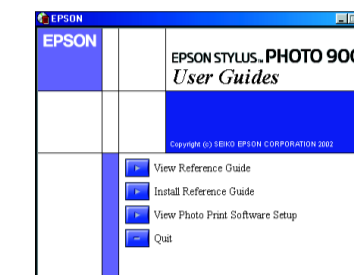 EPSON
EPSON
EPSON STYLUS™ PHOTO 900
User Guides
Copyright (c) SEIKO EPSON CORPORATION 2002
View Reference Guide
Install Reference Guide
View Photo Print Software Setup
Quit